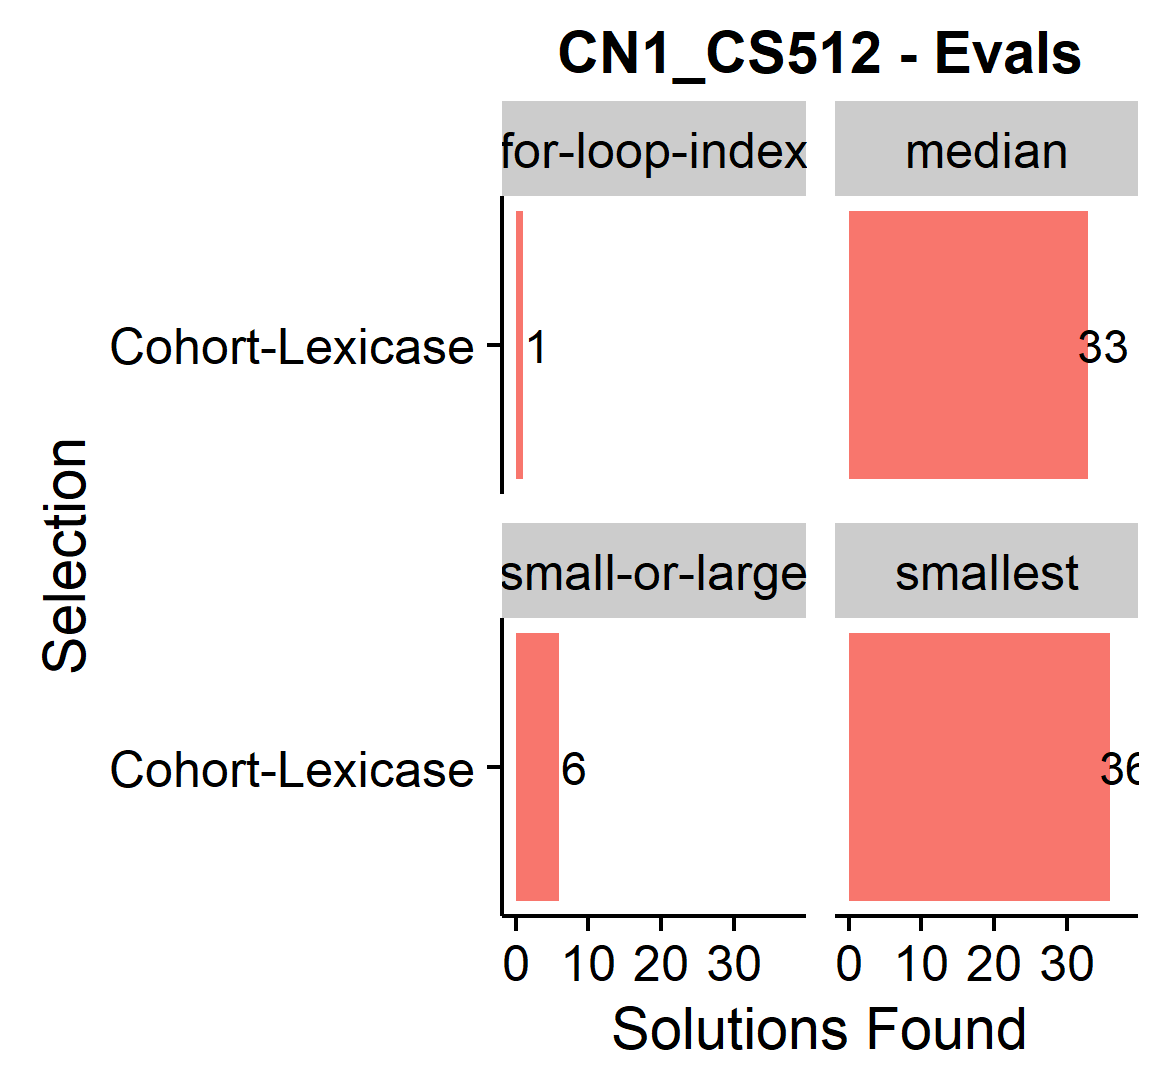 CN1_CS512 - Evals
for-loop-index
median
Cohort-Lexicase
1
33
Selection
small-or-large
smallest
Cohort-Lexicase
6
36
0 10 20 30
0 10 20 30
Solutions Found